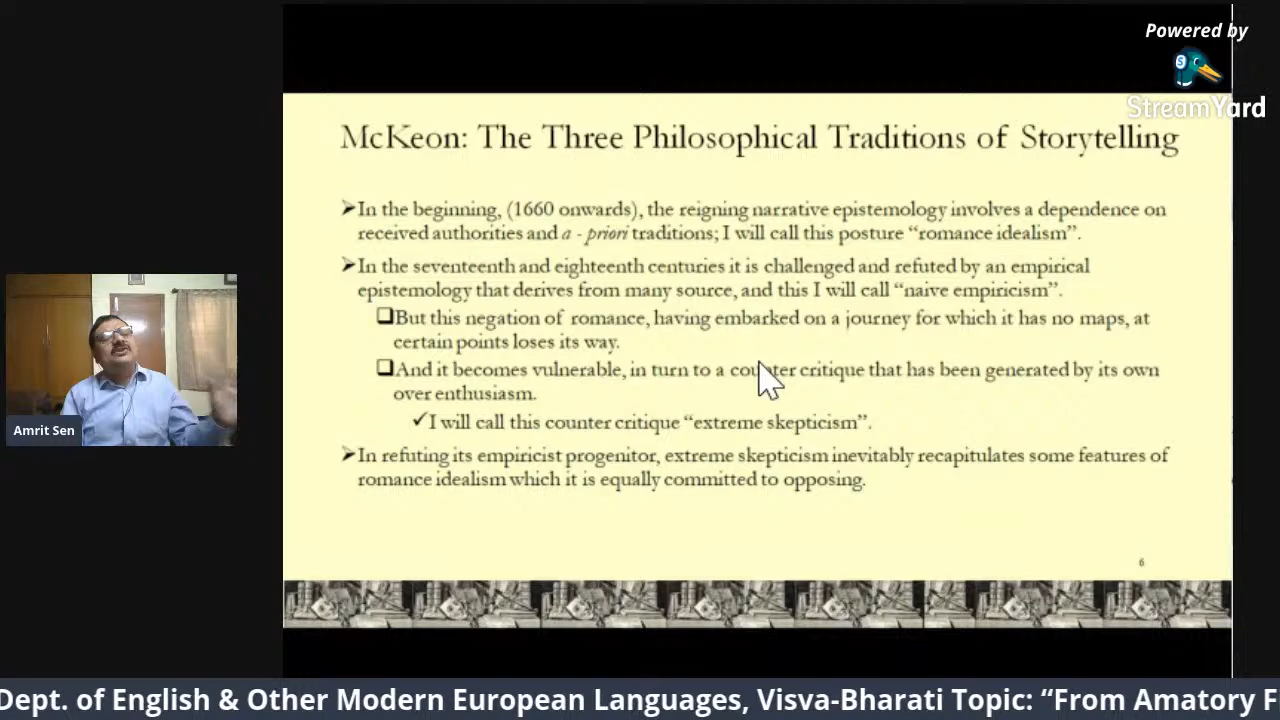 Powered by
StreamYard
McKeon: The Three Philosophical Traditions of Storytelling
➤In the beginning, (1660 onwards), the reigning narrative epistemology involves a dependence on
received authorities and a - priori traditions; I will call this posture “romance idealism”.
➤In the seventeenth and eighteenth centuries it is challenged and refuted by an empirical
epistemology that derives from many source, and this I will call “naive empiricism”.
❑But this negation of romance, having embarked on a journey for which it has no maps, at
certain points loses its way.
❑And it becomes vulnerable, in turn to a counter critique that has been generated by its own
over enthusiasm.
✓I will call this counter critique “extreme skepticism”.
➤In refuting its empiricist progenitor, extreme skepticism inevitably recapitulates some features of
romance idealism which it is equally committed to opposing.
6
Amrit Sen
Dept. of English & Other Modern European Languages, Visva-Bharati Topic: “From Amatory F